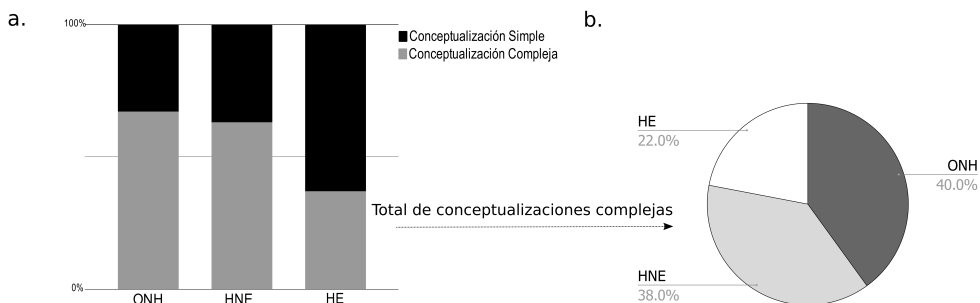 a.
100%
0%
ONH
HNE
HE
Conceptualización Simple
Conceptualización Compleja
Total de conceptualizaciones complejas
b.
HE
22.0%
ONH
40.0%
HNE
38.0%